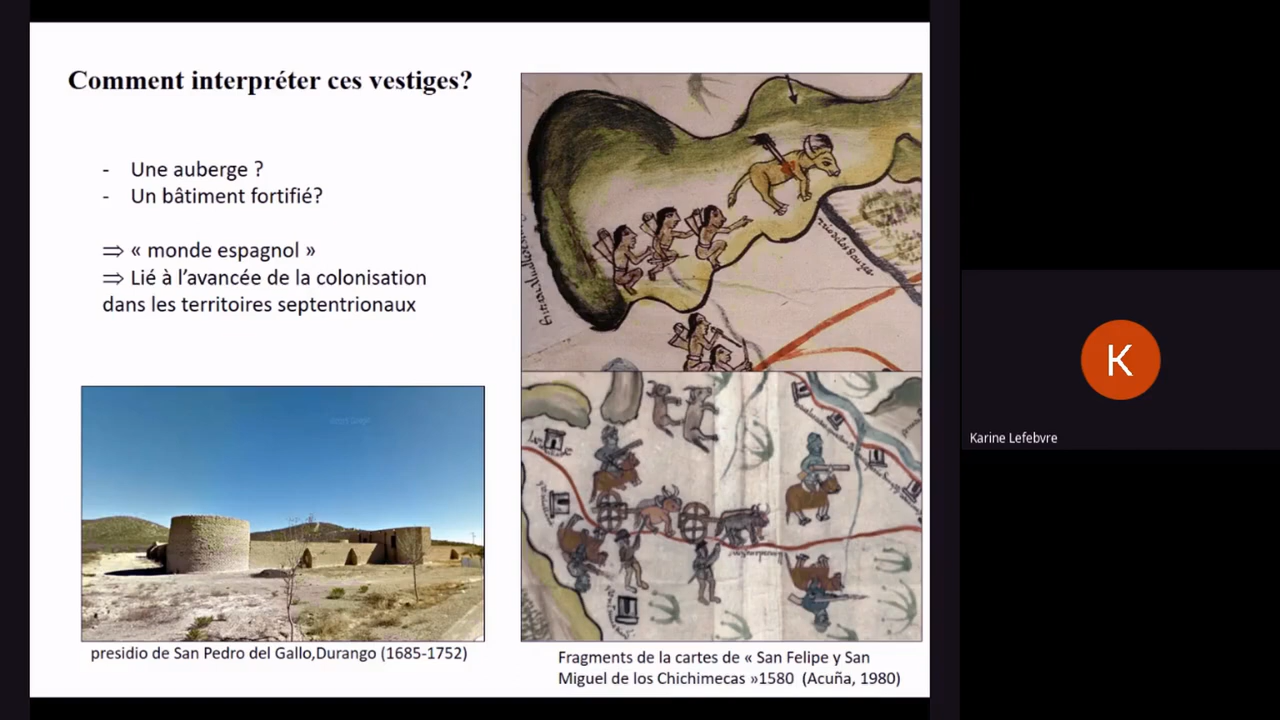 Comment interpréter ces vestiges?
- Une auberge ?
- Un bâtiment fortifié?
⇒ « monde espagnol »
⇒ Lié à l’avancée de la colonisation
dans les territoires septentrionaux
presidio de San Pedro del Gallo,Durango (1685-1752)
Fragments de la cartes de « San Felipe y San
Miguel de los Chichimecas »1580 (Acuña, 1980)
K
Karine Lefebvre